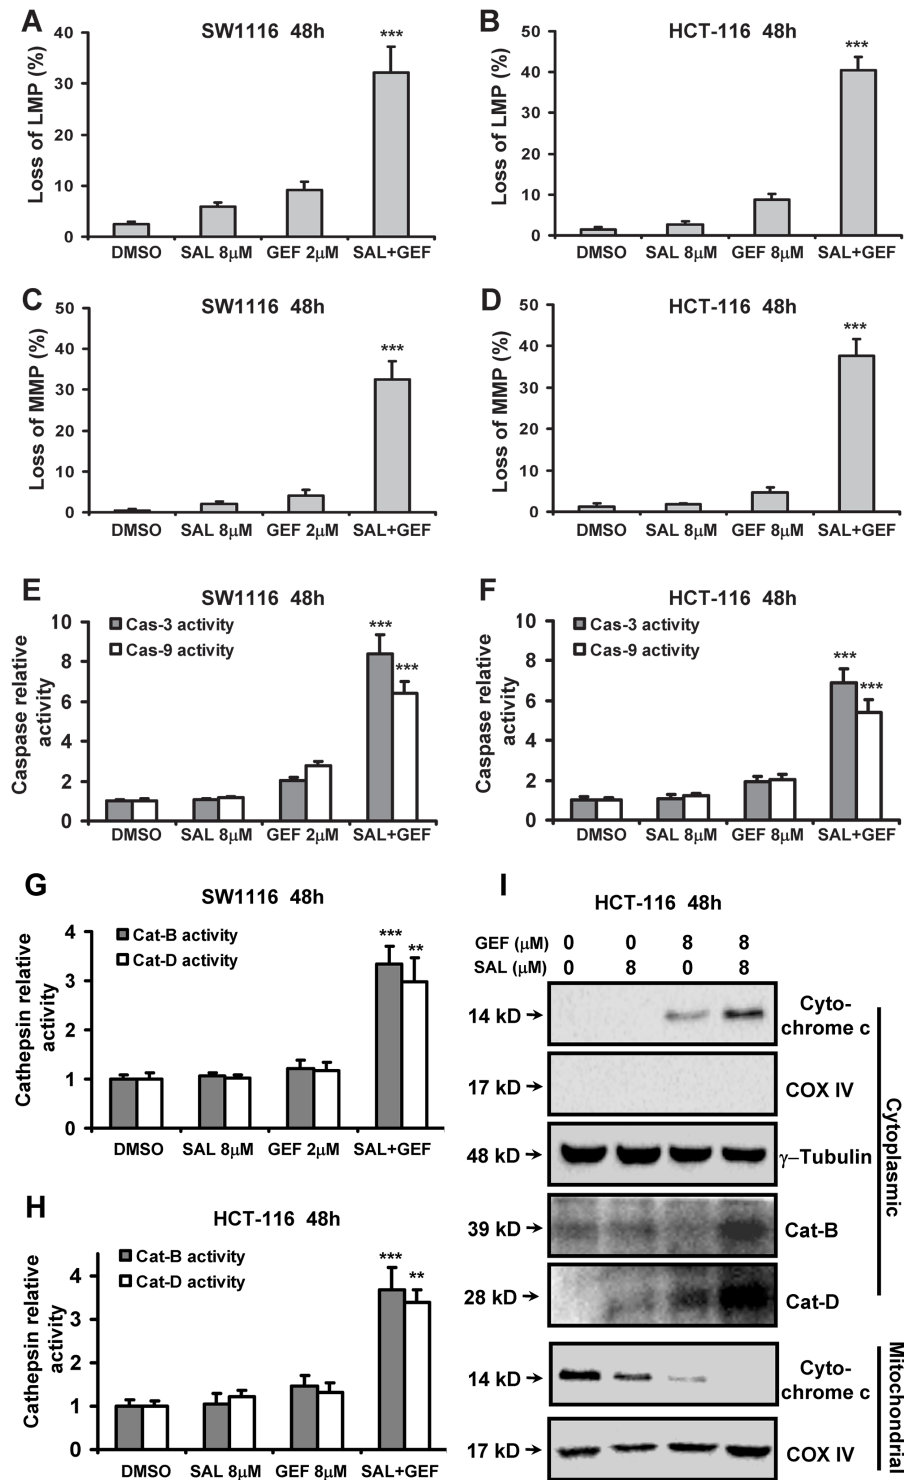 A
SW1116 48h
Loss of LMP (%)
40
30
20
10
0
***
DMSO SAL 8μM GEF 2μM SAL+GEF
B
HCT-116 48h
Loss of LMP (%)
50
40
30
20
10
0
***
DMSO SAL 8μM GEF 8μM SAL+GEF
C
SW1116 48h
Loss of MMP (%)
50
40
30
20
10
0
***
DMSO SAL 8μM GEF 2μM SAL+GEF
D
HCT-116 48h
Loss of MMP (%)
50
40
30
20
10
0
***
DMSO SAL 8μM GEF 8μM SAL+GEF
E
SW1116 48h
Caspase relative
activity
10
8
6
4
2
0
Cas-3 activity
Cas-9 activity
***
***
DMSO SAL 8μM GEF 2μM SAL+GEF
F
HCT-116 48h
Caspase relative
activity
10
8
6
4
2
0
Cas-3 activity
Cas-9 activity
***
***
DMSO SAL 8μM GEF 8μM SAL+GEF
G
SW1116 48h
Cathepsin relative
activity
4
3
2
1
0
Cat-B activity
Cat-D activity
***
**
DMSO SAL 8μM GEF 2μM SAL+GEF
H
HCT-116 48h
Cathepsin relative
activity
4
3
2
1
0
Cat-B activity
Cat-D activity
***
**
DMSO SAL 8μM GEF 8μM SAL+GEF
I
HCT-116 48h
GEF (μM) 0 0 8 8
SAL (μM) 0 8 0 8
14 kD → Cyto-
chrome c
17 kD → COX IV
48 kD → γ–Tubulin
39 kD → Cat-B
28 kD → Cat-D
Cytoplasmic
14 kD → Cyto-
chrome c
17 kD → COX IV
Mitochondrial